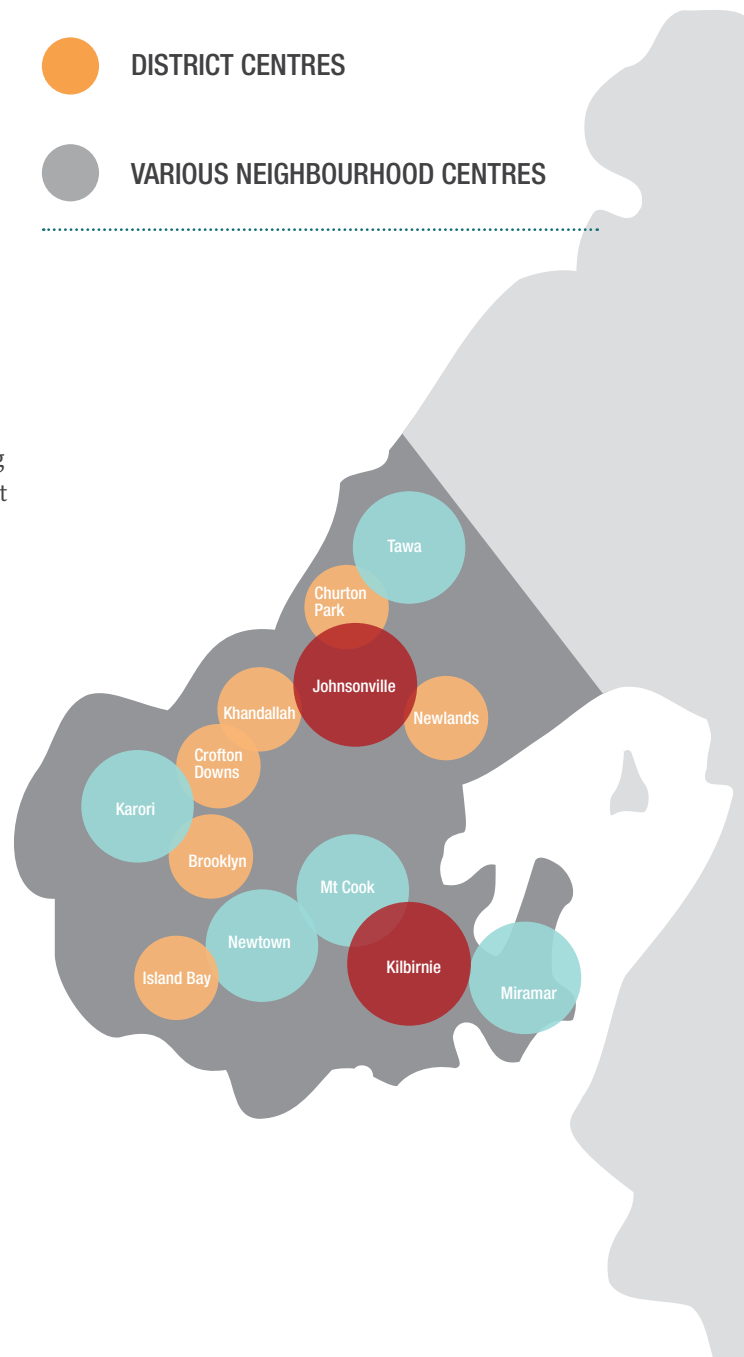 DISTRICT CENTRES
VARIOUS NEIGHBOURHOOD CENTRES
g
t
Tawa
Churton
Park
Johnsonville
Khandallah
Newlands
Crofton
Downs
Karori
Brooklyn
Mt Cook
Newtown
Kilbirnie
Island Bay
Miramar